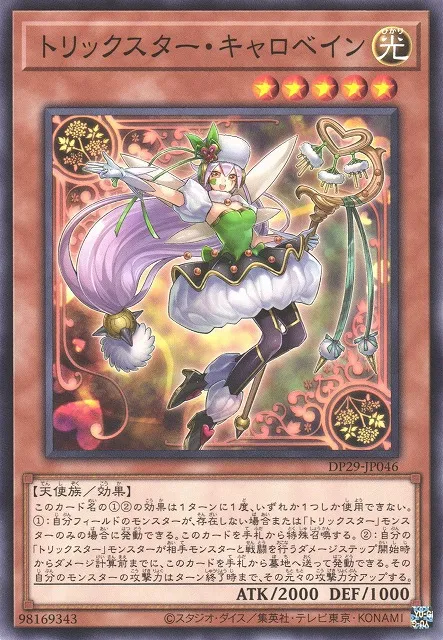 トリックスター・キャロベイン
光
DP29-JP046
【天使族/効果】
このカード名の①②の効果は1ターンに1度、いずれか1つしか使用できない。
①:自分フィールドのモンスターが、存在しない場合または「トリックスター」モンス
ターのみの場合に発動できる。このカードを手札から特殊召喚する。②:自分
の「トリックスター」モンスターが相手モンスターと戦闘を行うダメージステップ開始時
からダメージ計算前までに、このカードを手札から墓地へ送って発動できる。その
自分のモンスターの攻撃力はターン終了時まで、その元々の攻撃力分アップする。
ATK/2000 DEF/1000
98169343
©スタジオ・ダイス/集英社・テレビ東京・KONAMI